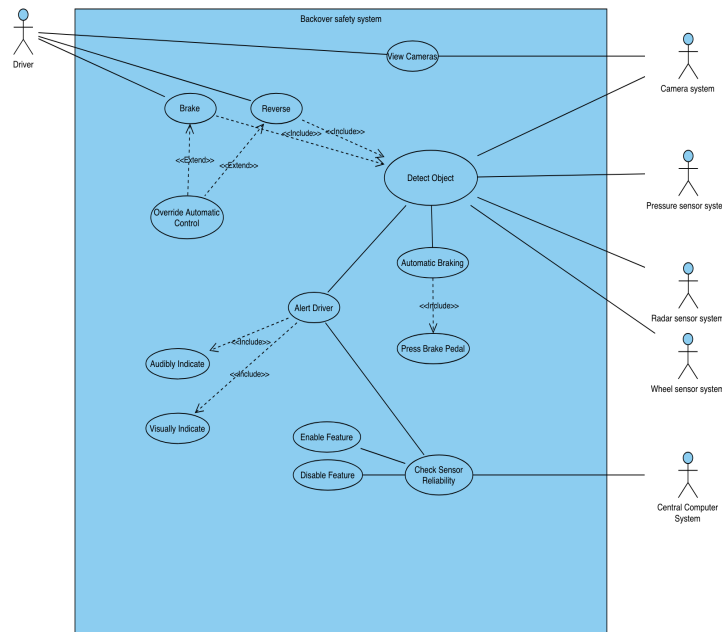 Backover safety system
Driver
View Cameras
Camera system
Brake
Reverse
<<Include>>
<<Include>>
<<Extend>>
<<Extend>>
Detect Object
Pressure sensor syste
Override Automatic
Control
Automatic Braking
<<Include>>
Radar sensor system
Alert Driver
<<Include>>
Press Brake Pedal
Audibly Indicate
<<Include>>
Wheel sensor system
Visually Indicate
Enable Feature
Disable Feature
Check Sensor
Reliability
Central Computer
System